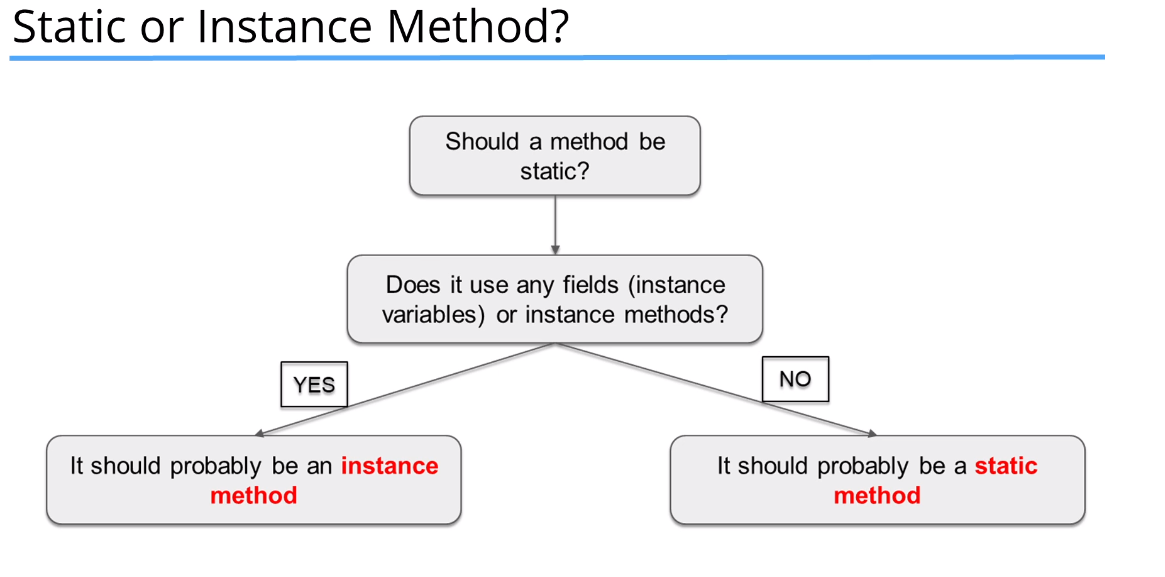 Static or Instance Method?
Should a method be
static?
Does it use any fields (instance
variables) or instance methods?
YES
NO
It should probably be an instance
method
It should probably be a static
method